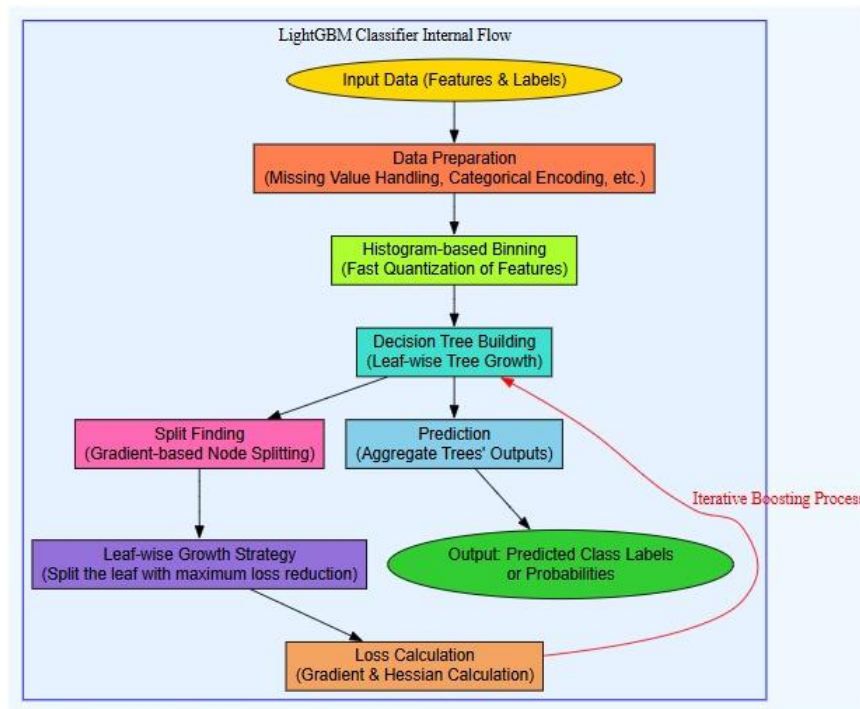 LightGBM Classifier Internal Flow
Input Data (Features & Labels)
Data Preparation
(Missing Value Handling, Categorical Encoding, etc.)
Histogram-based Binning
(Fast Quantization of Features)
Decision Tree Building
(Leaf-wise Tree Growth)
Split Finding
(Gradient-based Node Splitting)
Prediction
(Aggregate Trees' Outputs)
Iterative Boosting Process
Leaf-wise Growth Strategy
(Split the leaf with maximum loss reduction)
Output: Predicted Class Labels
or Probabilities
Loss Calculation
(Gradient & Hessian Calculation)